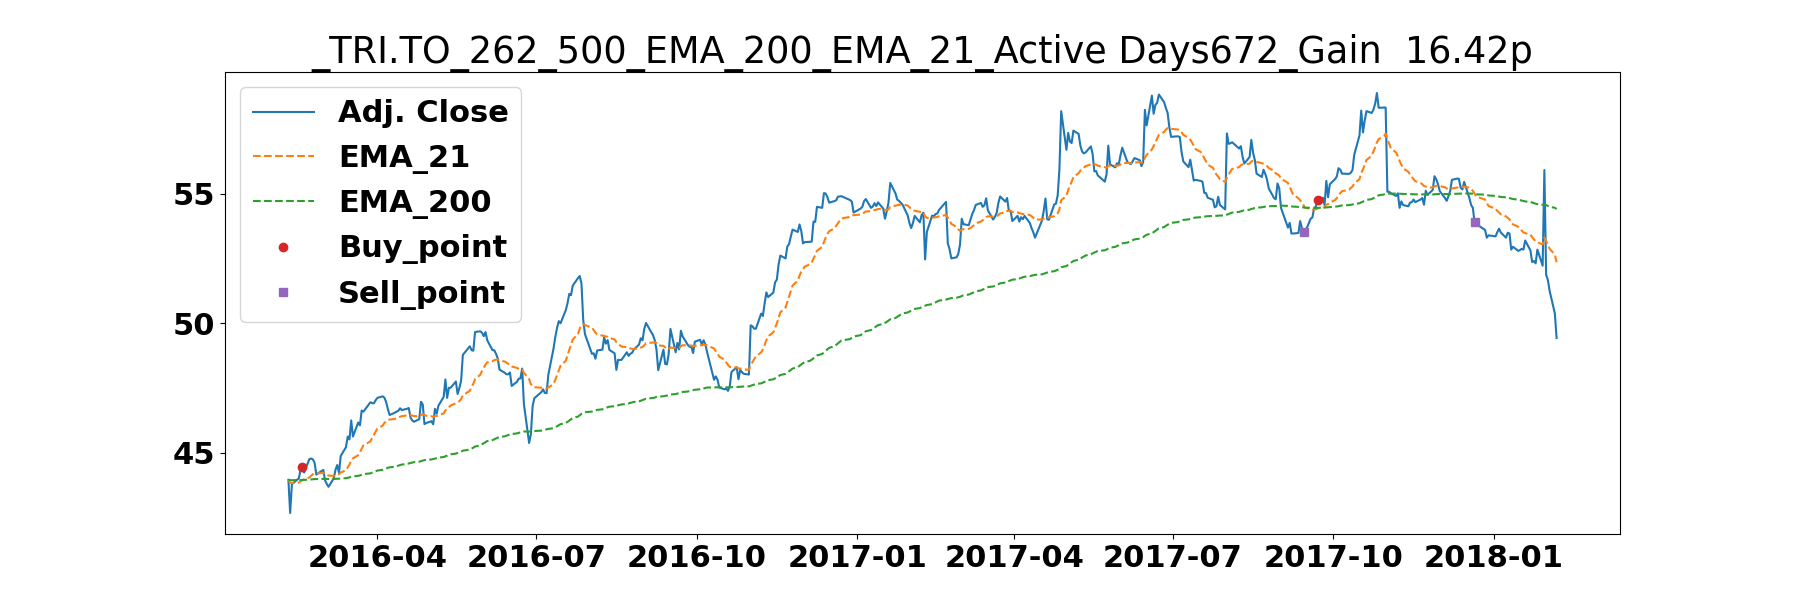 _TRI.TO_262_500_EMA_200_EMA_21_Active Days672_Gain  16.42p
Adj. Close
EMA_21
EMA_200
Buy_point
Sell_point
55
50
45
2016-04 2016-07 2016-10 2017-01 2017-04 2017-07 2017-10 2018-01